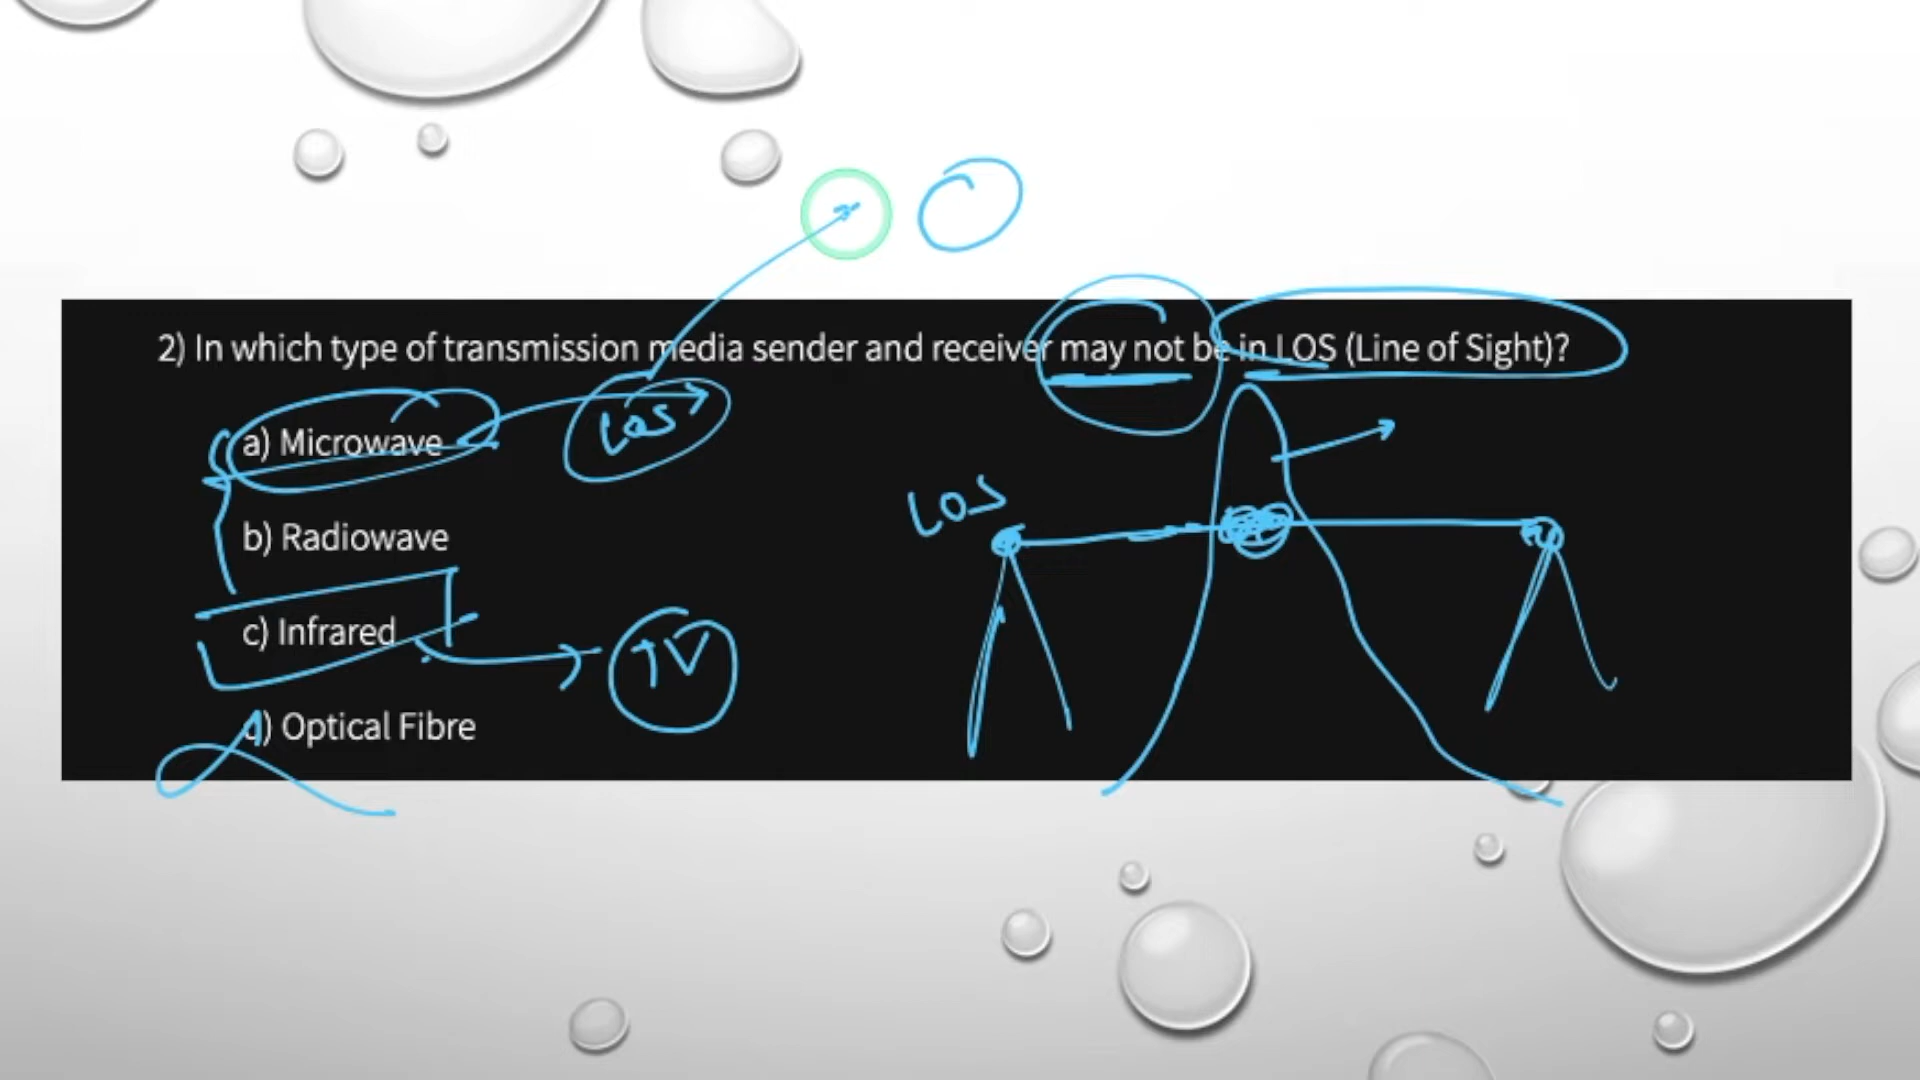 2) In which type of transmission media sender and receiver may not be in LOS (Line of Sight)?
a) Microwave
LOS
LOS
b) Radiowave
c) Infrared
TV
d) Optical Fibre